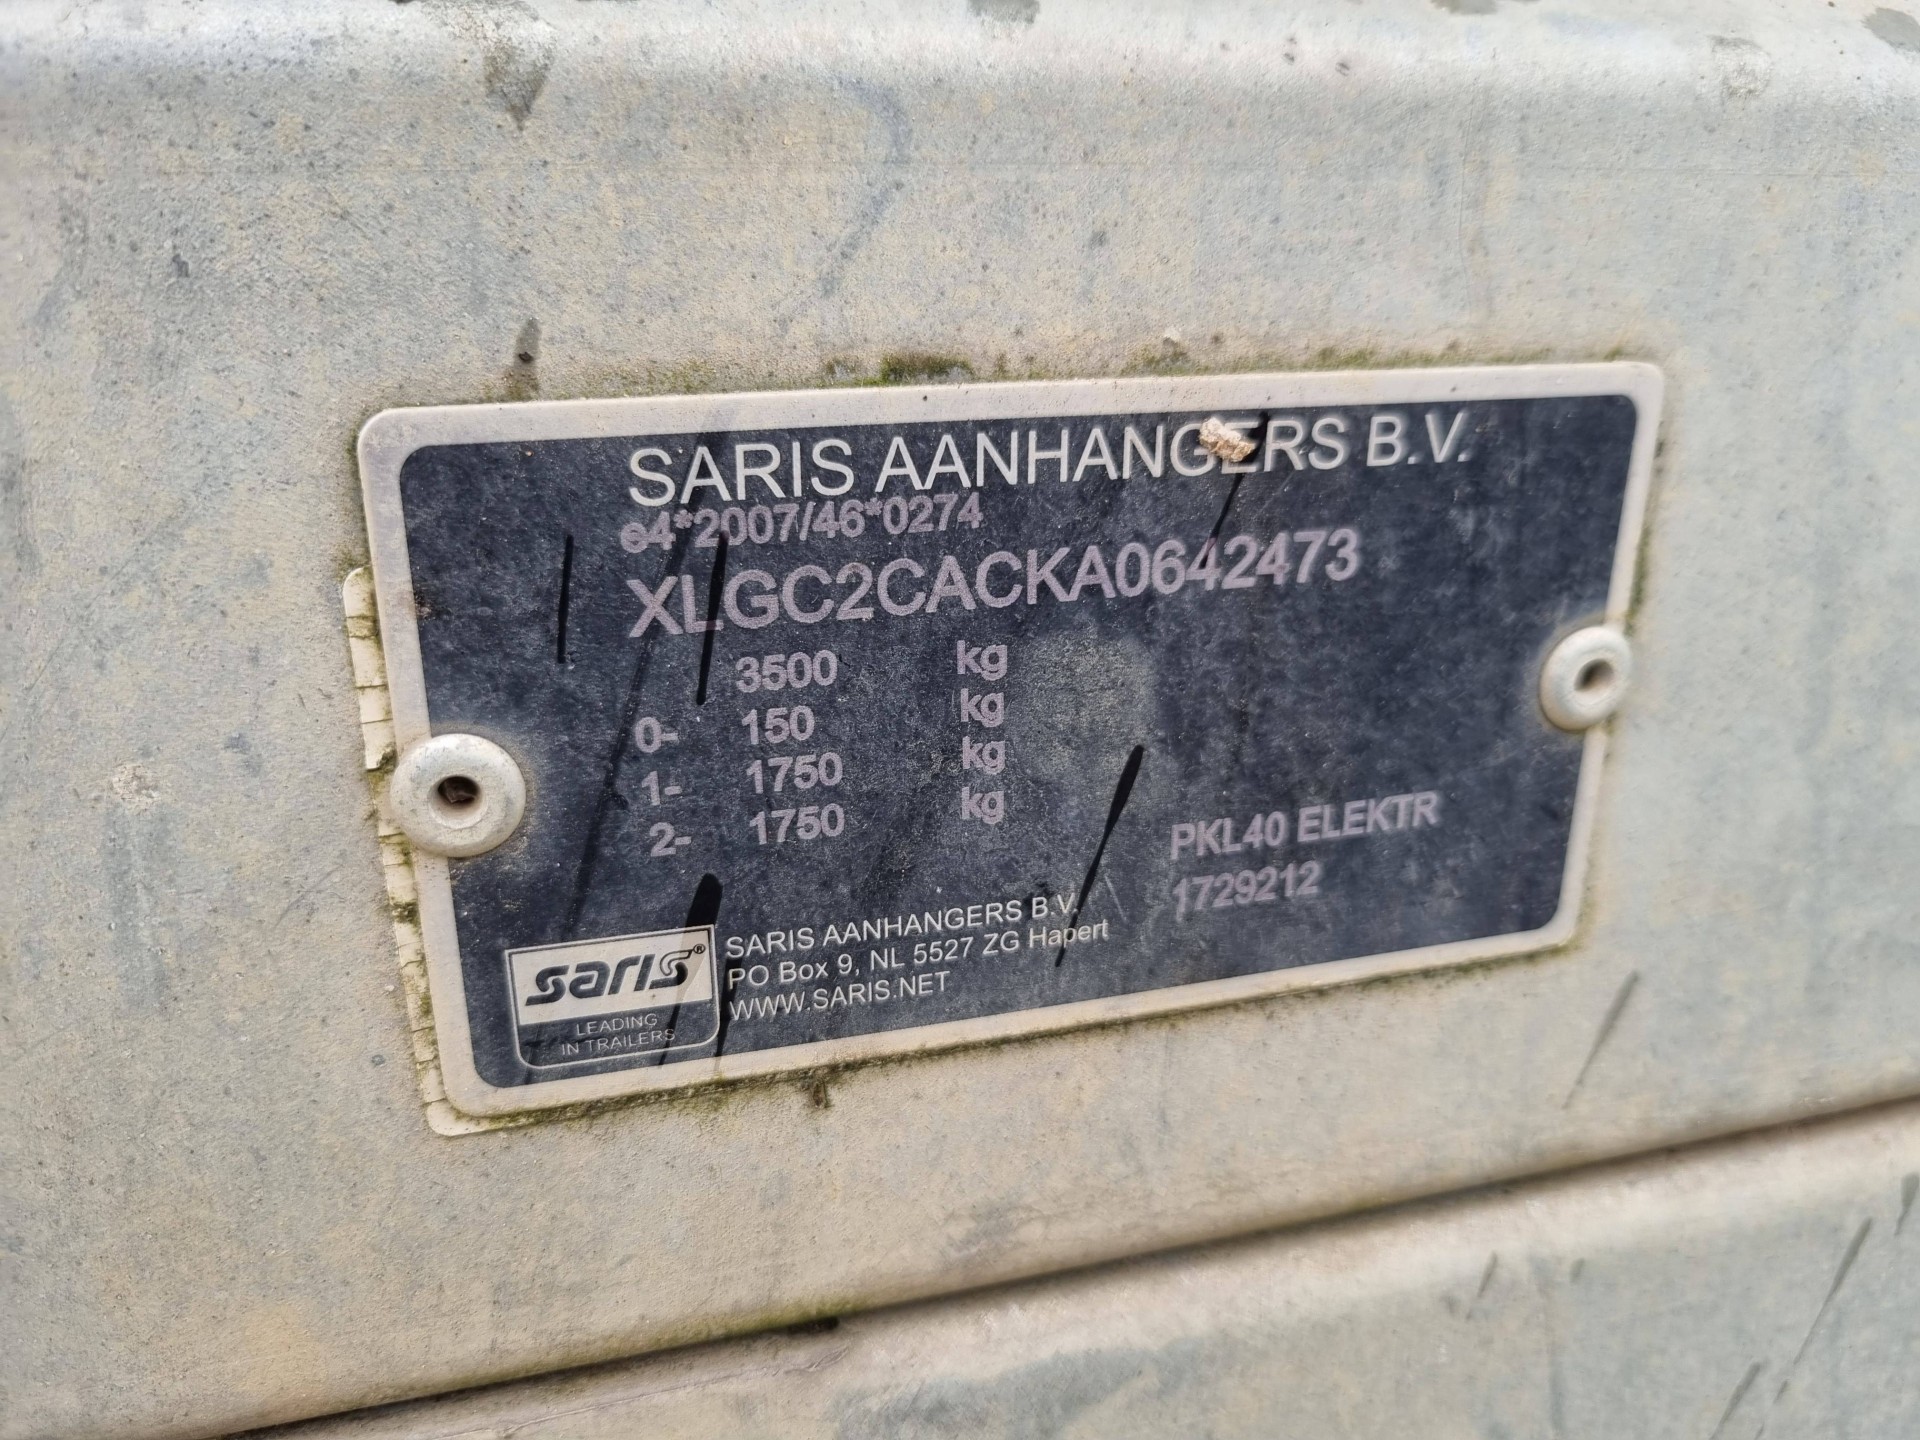 SARIS AANHANGERS B.V.
e4*2007/46*0274
XLGC2CACKA0642473
3500 kg
0- 150 kg
1- 1750 kg
2- 1750 kg
PKL40 ELEKTR
1729212
saris®
LEADING
IN TRAILERS
SARIS AANHANGERS B.V.
PO Box 9, NL 5527 ZG Hapert
WWW.SARIS.NET